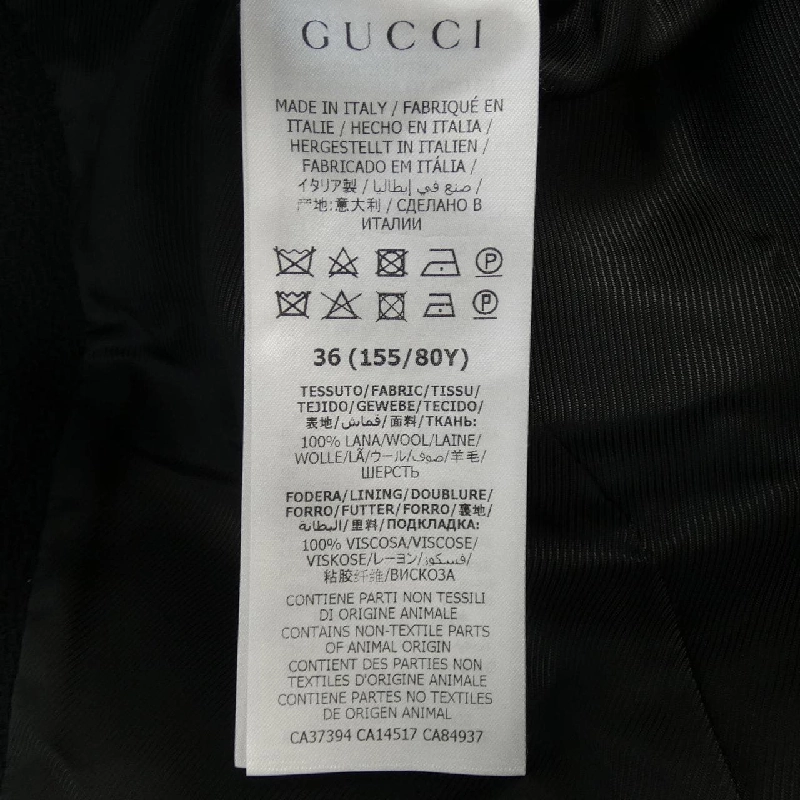 GUCCI
MADE IN ITALY / FABRIQUÉ EN
ITALIE / HECHO EN ITALIA /
HERGESTELLT IN ITALIEN /
FABRICADO EM ITÁLIA /
イタリア製 / صنع في إيطاليا /
产地:意大利 / СДЕЛАНО В
ИТАЛИИ
P
P
36 (155/80Y)
TESSUTO/FABRIC/TISSU/
TEJIDO/GEWEBE/TECIDO/
表地/قماش/面料/ТКАНЬ:
100% LANA/WOOL/LAINE/
WOLLE/LÃ/ウール/صوف/羊毛/
ШЕРСТЬ
FODERA/LINING/DOUBLURE/
FORRO/FUTTER/FORRO/裏地/
البطانة/里料/ПОДКЛАДКА:
100% VISCOSA/VISCOSE/
VISKOSE/レーヨン/فسكوز/
粘胶纤维/ВИСКОЗА
CONTIENE PARTI NON TESSILI
DI ORIGINE ANIMALE
CONTAINS NON-TEXTILE PARTS
OF ANIMAL ORIGIN
CONTIENT DES PARTIES NON
TEXTILES D'ORIGINE ANIMALE
CONTIENE PARTES NO TEXTILES
DE ORIGEN ANIMAL
CA37394 CA14517 CA84937